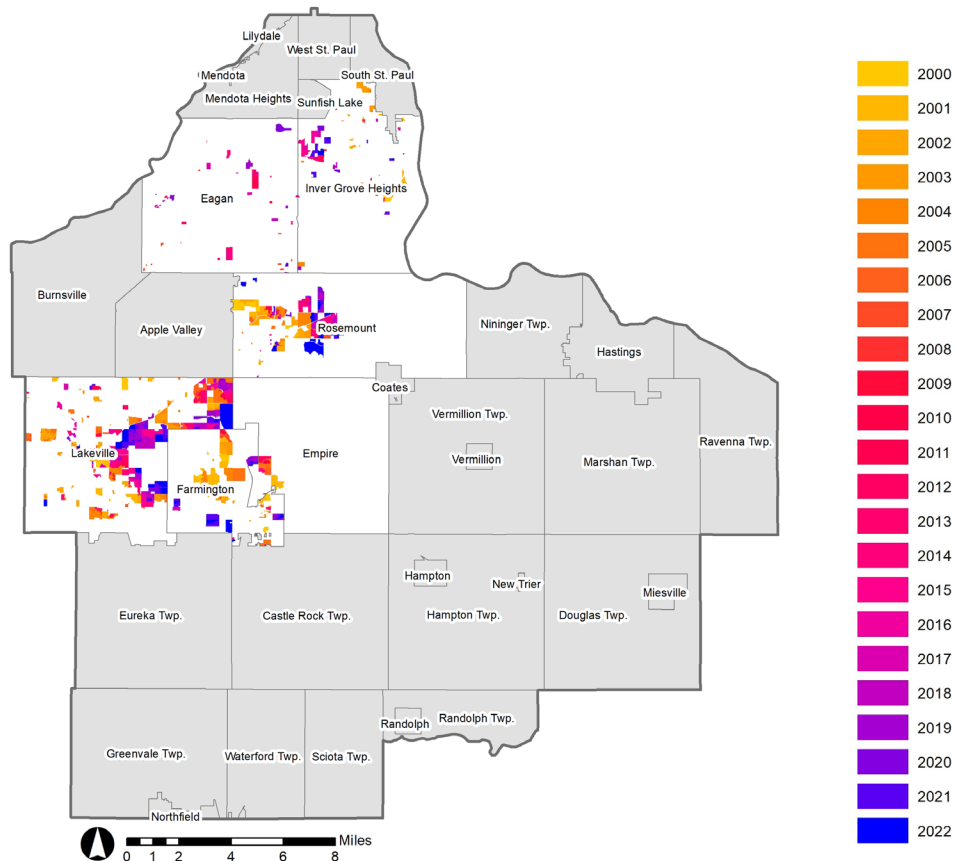 Lilydale
West St. Paul
Mendota
South St. Paul
Mendota Heights
Sunfish Lake
Eagan
Inver Grove Heights
Burnsville
Apple Valley
Rosemount
Nininger Twp.
Hastings
Coates
Vermillion Twp.
Ravenna Twp.
Lakeville
Empire
Vermillion
Marshan Twp.
Farmington
Hampton
New Trier
Miesville
Eureka Twp.
Castle Rock Twp.
Hampton Twp.
Douglas Twp.
Randolph
Randolph Twp.
Greenvale Twp.
Waterford Twp.
Sciota Twp.
Northfield
Miles
0 1 2 4 6 8
2000
2001
2002
2003
2004
2005
2006
2007
2008
2009
2010
2011
2012
2013
2014
2015
2016
2017
2018
2019
2020
2021
2022